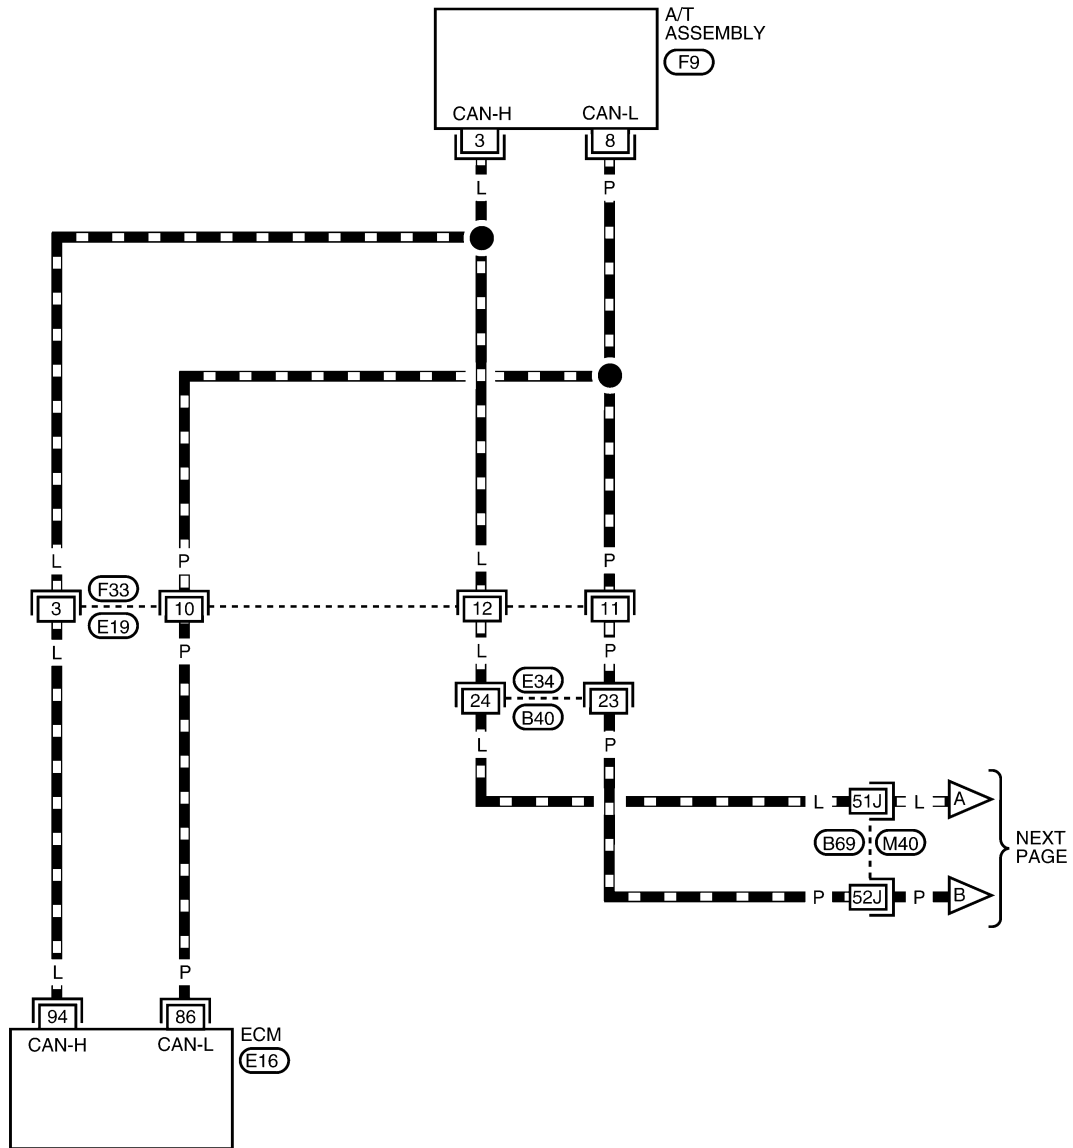 A/T
ASSEMBLY
F9
CAN-H CAN-L
3 8
L P
L P L P
3 F33 10 12 11
E19
L P L P
24 E34 23
B40
L P
L 51J L A
B69 M40
NEXT
PAGE
P 52J P B
L P
94 86
CAN-H CAN-L
ECM
E16